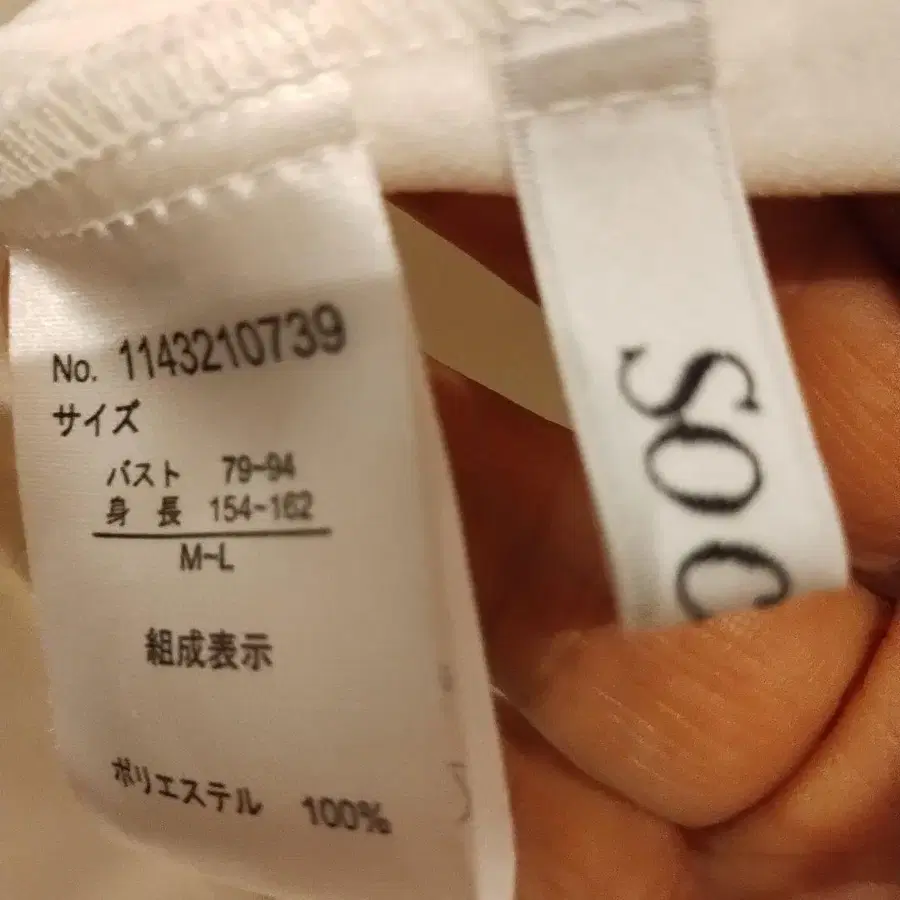 No. 1143210739
サイズ
バスト 79~94
身 長 154~162
M~L
組成表示
ポリエステル 100%
SO